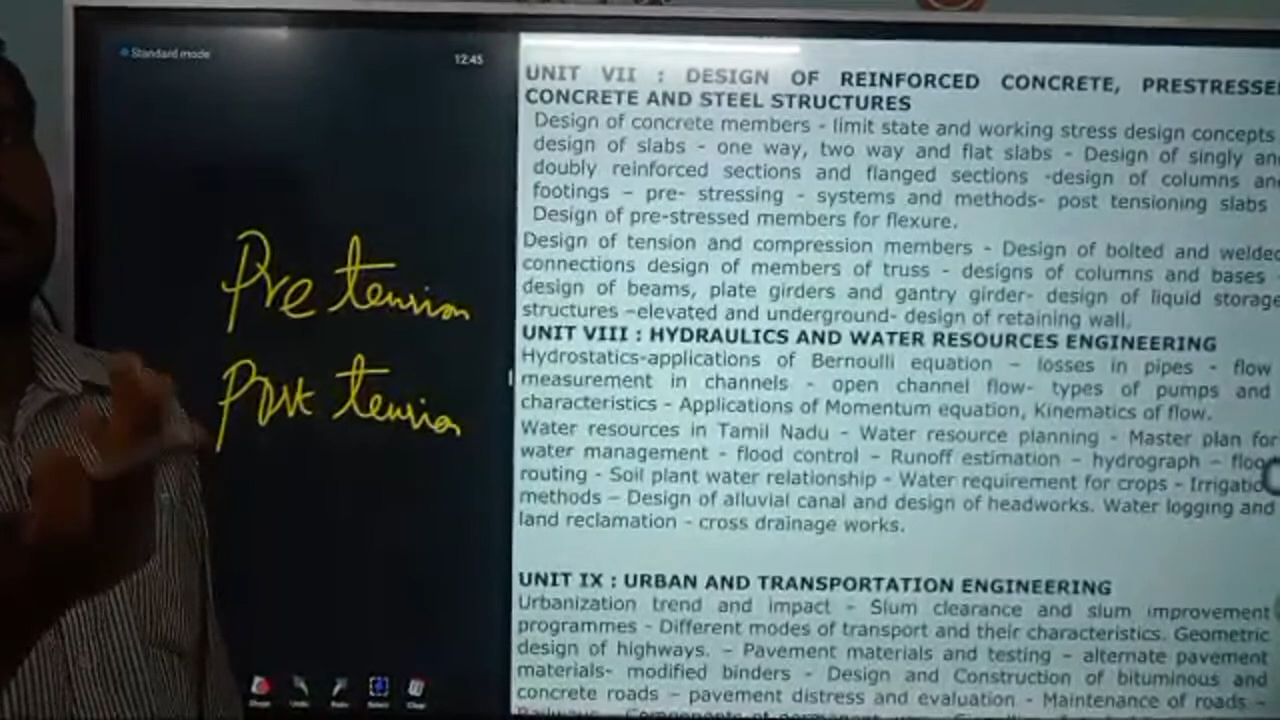 Standard mode
12:45
Pre tension
Post tension
UNIT VII : DESIGN OF REINFORCED CONCRETE, PRESTRESSE
CONCRETE AND STEEL STRUCTURES
Design of concrete members - limit state and working stress design concepts
design of slabs - one way, two way and flat slabs - Design of singly an
doubly reinforced sections and flanged sections -design of columns an
footings – pre- stressing - systems and methods- post tensioning slabs
Design of pre-stressed members for flexure.
Design of tension and compression members - Design of bolted and welde
connections design of members of truss - designs of columns and bases
design of beams, plate girders and gantry girder- design of liquid storage
structures –elevated and underground- design of retaining wall.
UNIT VIII : HYDRAULICS AND WATER RESOURCES ENGINEERING
Hydrostatics-applications of Bernoulli equation – losses in pipes - flow
measurement in channels - open channel flow- types of pumps and
characteristics - Applications of Momentum equation, Kinematics of flow.
Water resources in Tamil Nadu – Water resource planning - Master plan for
water management - flood control – Runoff estimation – hydrograph – floo
routing - Soil plant water relationship - Water requirement for crops - Irrigatio
methods – Design of alluvial canal and design of headworks. Water logging and
land reclamation - cross drainage works.
UNIT IX : URBAN AND TRANSPORTATION ENGINEERING
Urbanization trend and impact - Slum clearance and slum improvement
programmes - Different modes of transport and their characteristics. Geometric
design of highways. – Pavement materials and testing – alternate pavement
materials- modified binders - Design and Construction of bituminous and
concrete roads – pavement distress and evaluation - Maintenance of roads –
Select
Clear